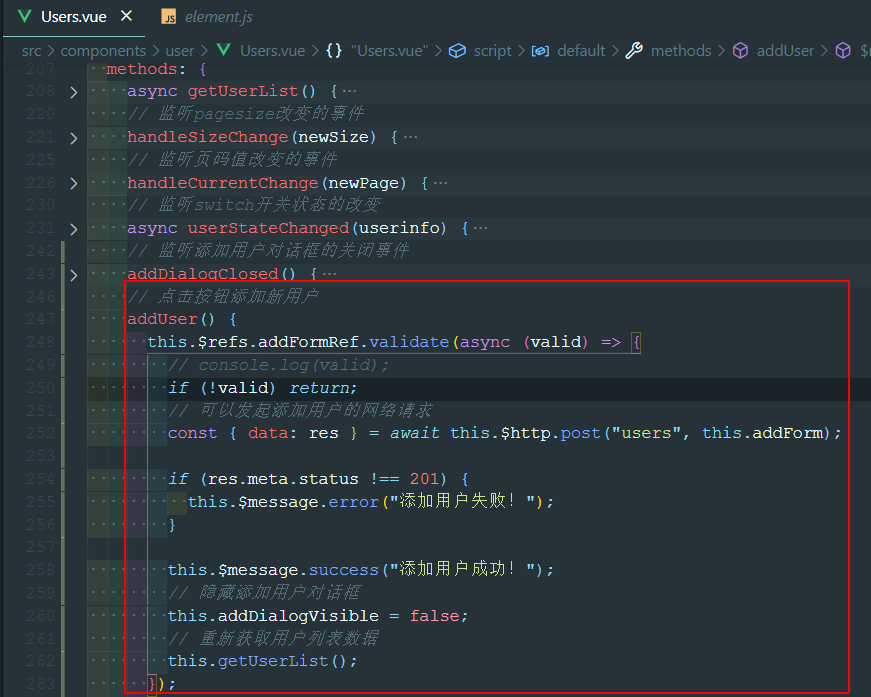 Users.vue × JS element.js
src > components > user > Users.vue > {} "Users.vue" > script > default > methods > addUser > $r
207 methods: {
208 async getUserList() { ···
220 // 监听pagesize改变的事件
221 handleSizeChange(newSize) { ···
225 // 监听页码值改变的事件
226 handleCurrentChange(newPage) { ···
230 // 监听switch开关状态的改变
231 async userStateChanged(userinfo) { ···
242 // 监听添加用户对话框的关闭事件
243 addDialogClosed() { ···
246 // 点击按钮添加新用户
247 addUser() {
248 this.$refs.addFormRef.validate(async (valid) => {
249 // console.log(valid);
250 if (!valid) return;
251 // 可以发起添加用户的网络请求
252 const { data: res } = await this.$http.post("users", this.addForm);
253
254 if (res.meta.status !== 201) {
255 this.$message.error("添加用户失败！");
256 }
257
258 this.$message.success("添加用户成功！");
259 // 隐藏添加用户对话框
260 this.addDialogVisible = false;
261 // 重新获取用户列表数据
262 this.getUserList();
263 });